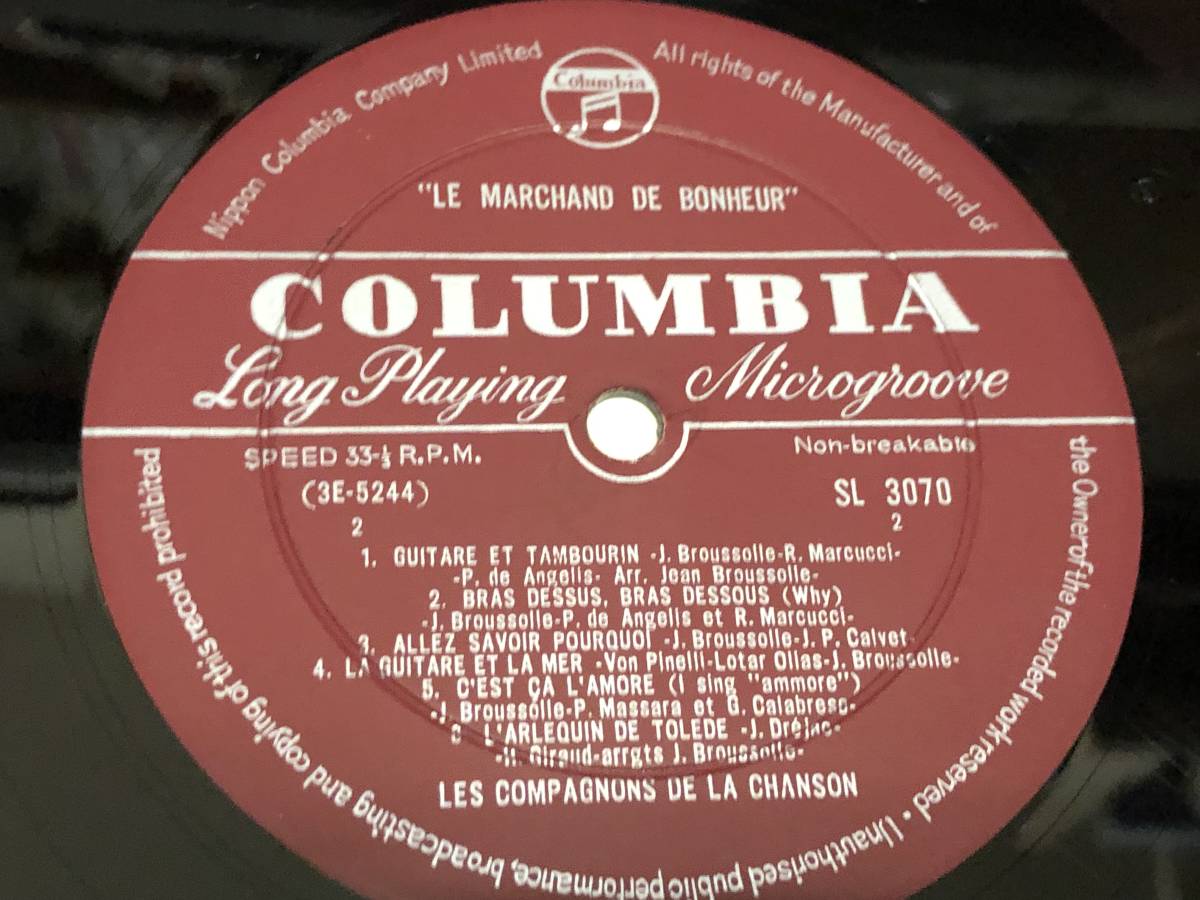 Nippon Columbia Company Limited
Columbia
All rights of the Manufacturer and of
the Owner of the recorded work reserved • Unauthorised public performance, broadcasting and copying of this record prohibited
"LE MARCHAND DE BONHEUR"
COLUMBIA
Long Playing Microgroove
SPEED 33-⅓ R.P.M. Non-breakable
(3E-5244) SL 3070
2 2
1. GUITARE ET TAMBOURIN -J. Broussolle-R. Marcucci-
-P. de Angelis- Arr. Jean Broussolle-
2. BRAS DESSUS, BRAS DESSOUS (Why)
-J. Broussolle-P. de Angelis et R. Marcucci-
3. ALLEZ SAVOIR POURQUOI -J. Broussolle-J. P. Calvet-
4. LA GUITARE ET LA MER -Von Pinelli-Lotar Olias-J. Broussolle-
5. C'EST ÇA L'AMORE (I sing "ammore")
-J. Broussolle-P. Massara et G. Calabrese-
6 L'ARLEQUIN DE TOLEDE -J. Dréjac-
-H. Giraud-arrgts J. Broussolle-
LES COMPAGNONS DE LA CHANSON